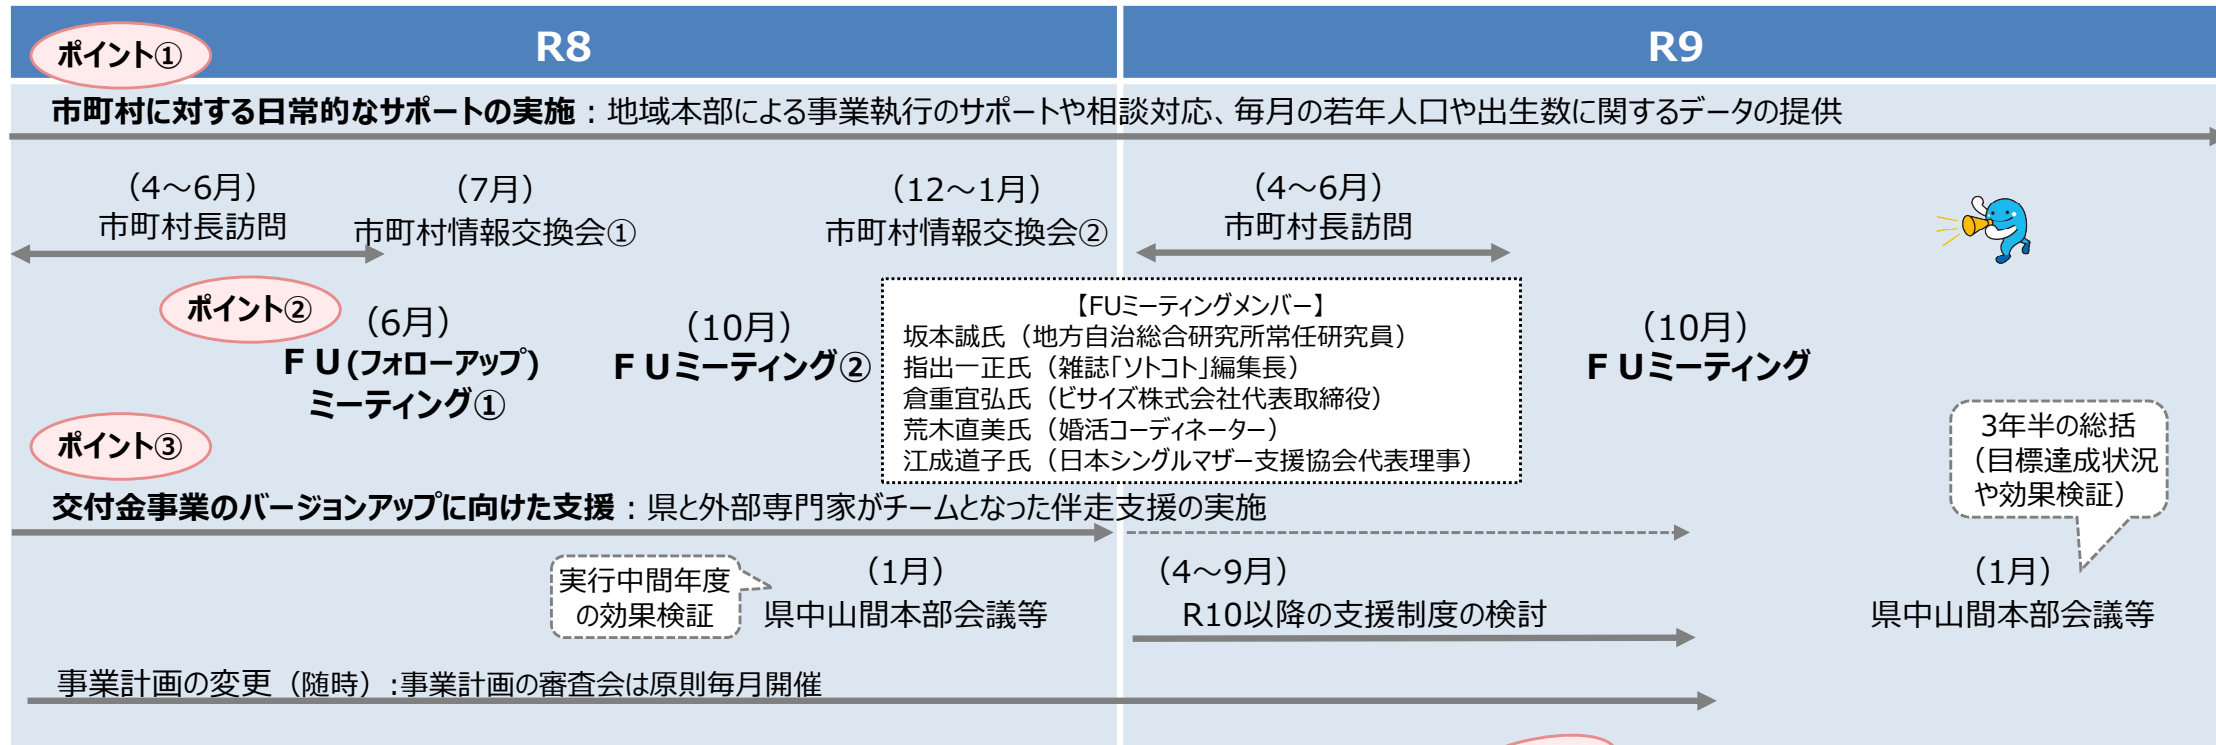 ポイント①
R8
R9
市町村に対する日常的なサポートの実施：地域本部による事業執行のサポートや相談対応、毎月の若年人口や出生数に関するデータの提供
（4～6月）
市町村長訪問
（7月）
市町村情報交換会①
（12～1月）
市町村情報交換会②
（4～6月）
市町村長訪問
ポイント②
（6月）
ＦＵ(フォローアップ)
ミーティング①
（10月）
ＦＵミーティング②
【FUミーティングメンバー】
坂本誠氏（地方自治総合研究所常任研究員）
指出一正氏（雑誌「ソトコト」編集長）
倉重宜弘氏（ビサイズ株式会社代表取締役）
荒木直美氏（婚活コーディネーター）
江成道子氏（日本シングルマザー支援協会代表理事）
（10月）
ＦＵミーティング
ポイント③
交付金事業のバージョンアップに向けた支援：県と外部専門家がチームとなった伴走支援の実施
3年半の総括
（目標達成状況
や効果検証）
実行中間年度
の効果検証
（1月）
県中山間本部会議等
（4～9月）
R10以降の支援制度の検討
（1月）
県中山間本部会議等
事業計画の変更（随時）:事業計画の審査会は原則毎月開催